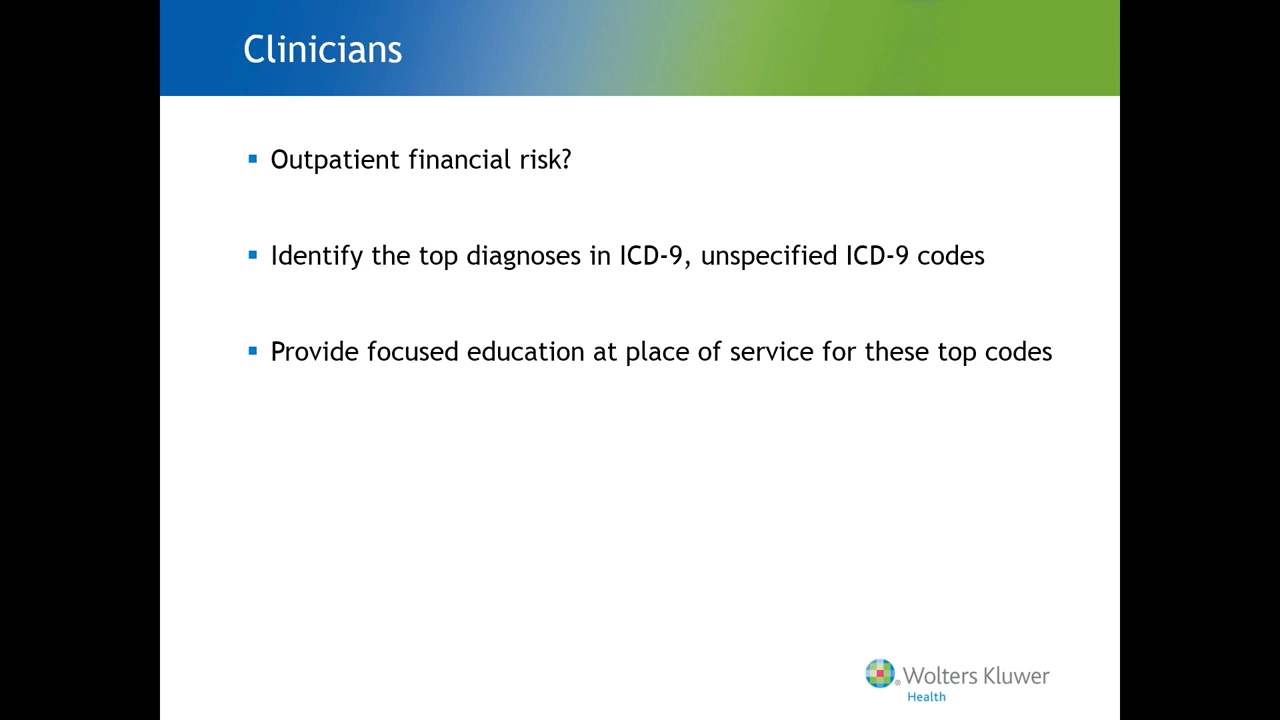 Clinicians
Outpatient financial risk?
Identify the top diagnoses in ICD-9, unspecified ICD-9 codes
Provide focused education at place of service for these top codes
Wolters Kluwer
Health